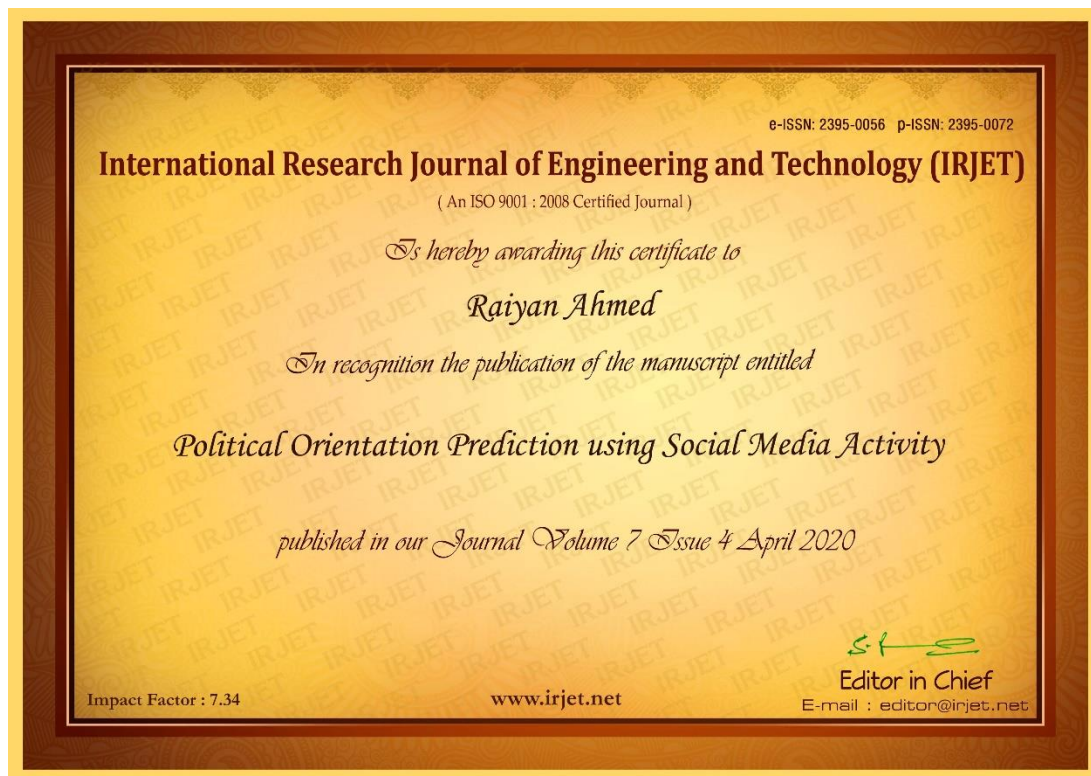 e-ISSN: 2395-0056 p-ISSN: 2395-0072
International Research Journal of Engineering and Technology (IRJET)
( An ISO 9001 : 2008 Certified Journal )
Is hereby awarding this certificate to
Raiyan Ahmed
In recognition the publication of the manuscript entitled
Political Orientation Prediction using Social Media Activity
published in our Journal Volume 7 Issue 4 April 2020
Editor in Chief
Impact Factor : 7.34 www.irjet.net E-mail : editor@irjet.net